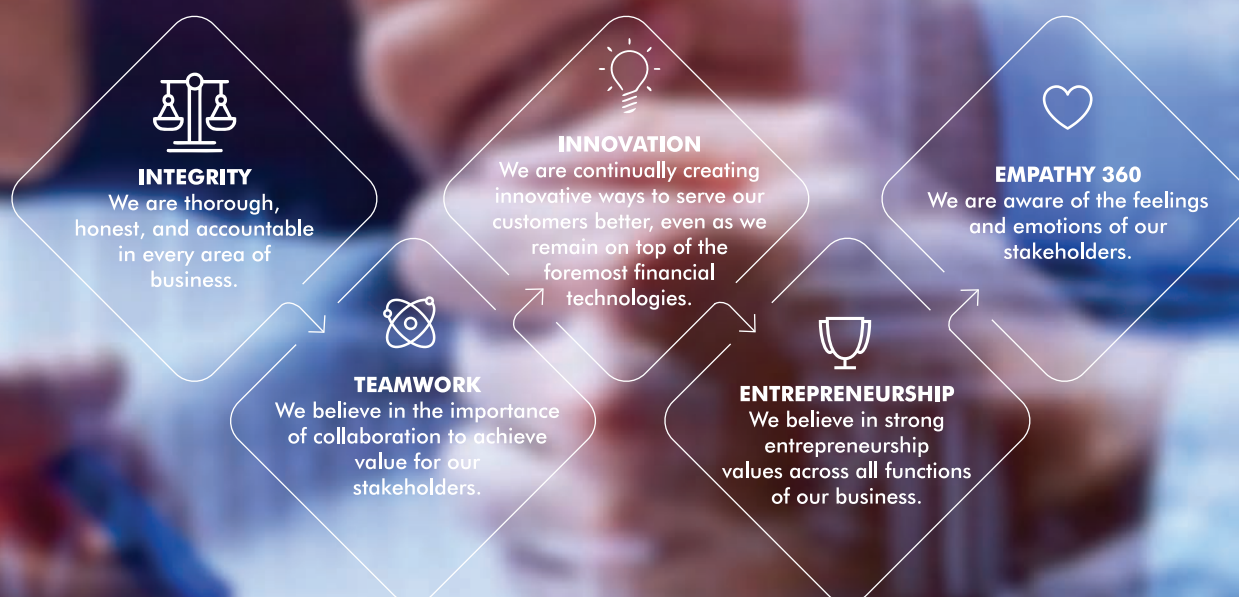 INTEGRITY
We are thorough,
honest, and accountable
in every area of
business.
TEAMWORK
We believe in the importance
of collaboration to achieve
value for our
stakeholders.
INNOVATION
We are continually creating
innovative ways to serve our
customers better, even as we
remain on top of the
foremost financial
technologies.
ENTREPRENEURSHIP
We believe in strong
entrepreneurship
values across all functions
of our business.
EMPATHY 360
We are aware of the feelings
and emotions of our
stakeholders.